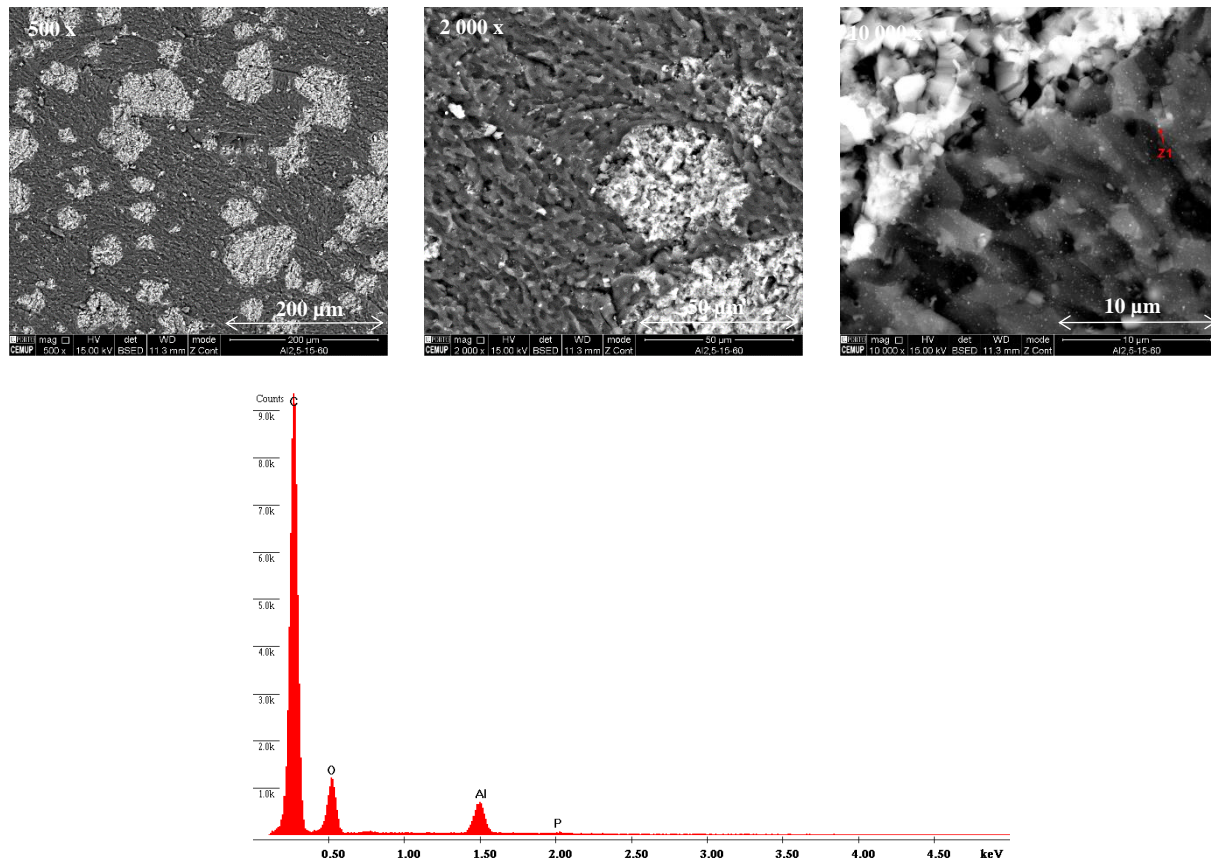 500 x
200 μm
mag HV det WD mode 200 μm
CEMUP 500 x 15.00 kV BSED 11.3 mm Z Cont Al2,5-15-60
2 000 x
50 μm
mag HV det WD mode 50 μm
CEMUP 2 000 x 15.00 kV BSED 11.3 mm Z Cont Al2,5-15-60
10 000 x
Z1
10 μm
mag HV det WD mode 10 μm
CEMUP 10 000 x 15.00 kV BSED 11.3 mm Z Cont Al2,5-15-60
Counts
C
9.0k
8.0k
7.0k
6.0k
5.0k
4.0k
3.0k
2.0k
1.0k
O
Al
P
0.50 1.00 1.50 2.00 2.50 3.00 3.50 4.00 4.50 keV